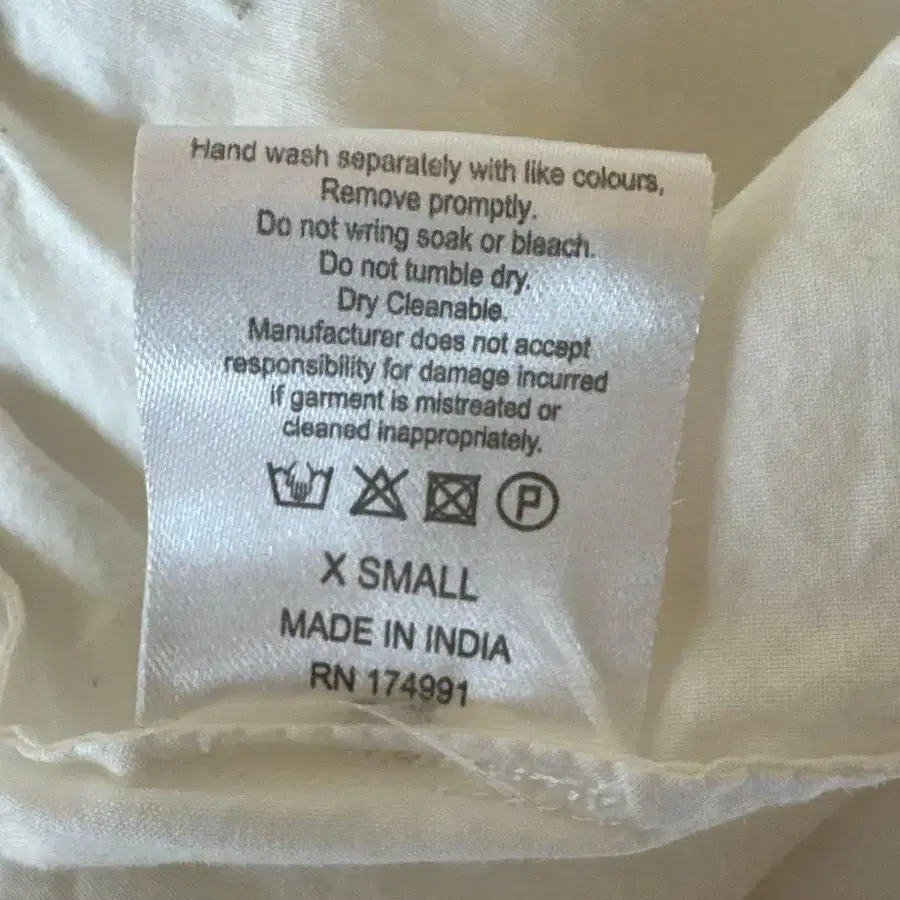 Hand wash separately with like colours,
Remove promptly.
Do not wring soak or bleach.
Do not tumble dry.
Dry Cleanable.
Manufacturer does not accept
responsibility for damage incurred
if garment is mistreated or
cleaned inappropriately.
P
X SMALL
MADE IN INDIA
RN 174991